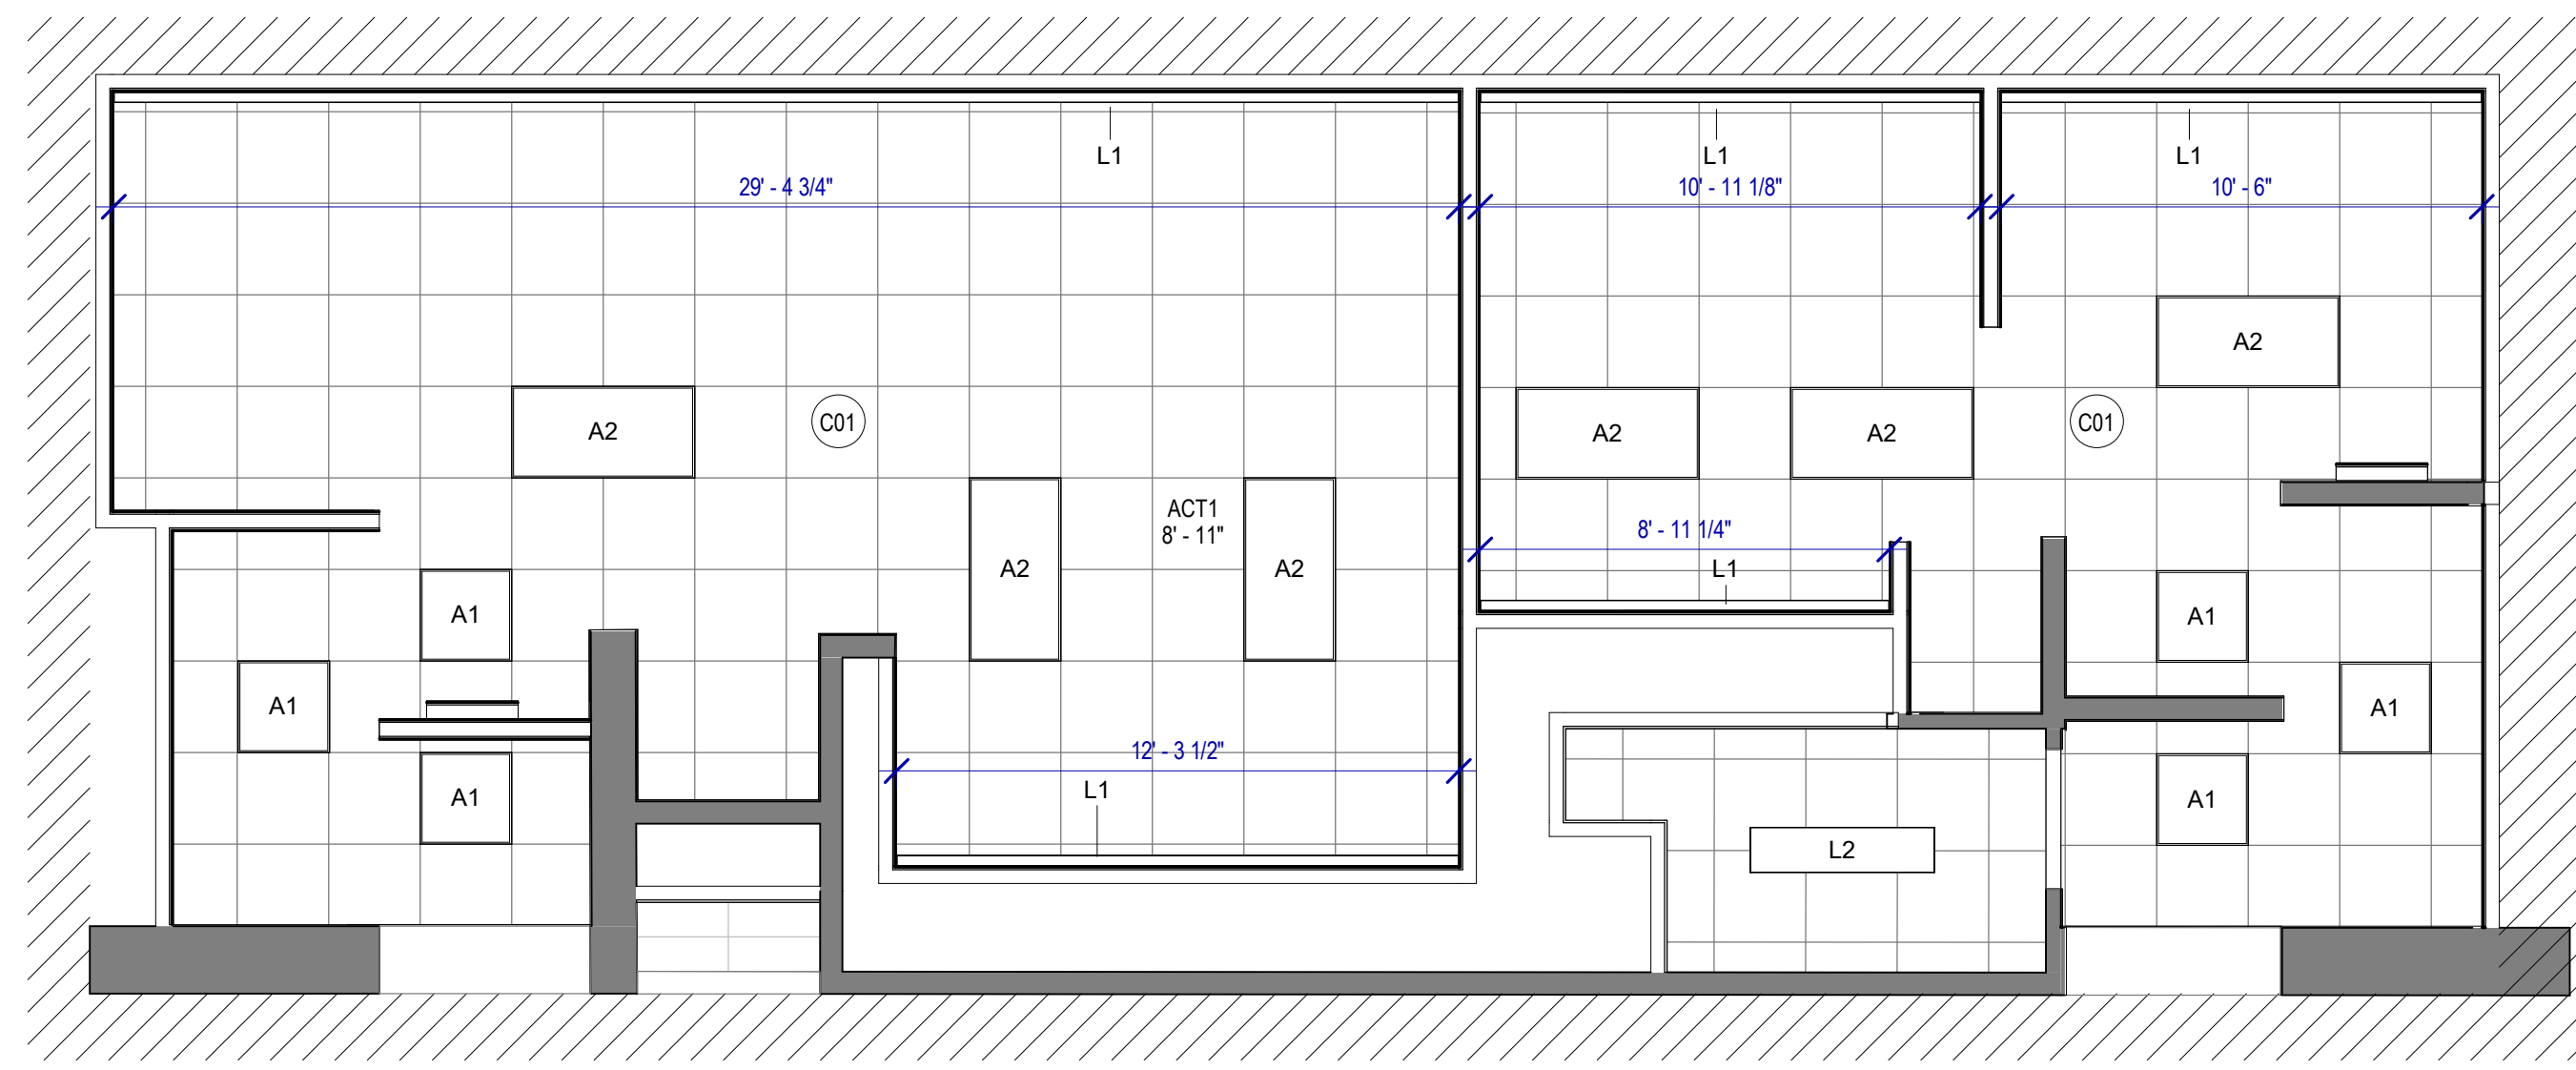 L1
L1
L1
29' - 4 3/4"
10' - 11 1/8"
10' - 6"
A2
A2
C01
A2
A2
C01
ACT1
8' - 11"
8' - 11 1/4"
A2
A2
L1
A1
A1
A1
A1
12' - 3 1/2"
L1
A1
A1
L2